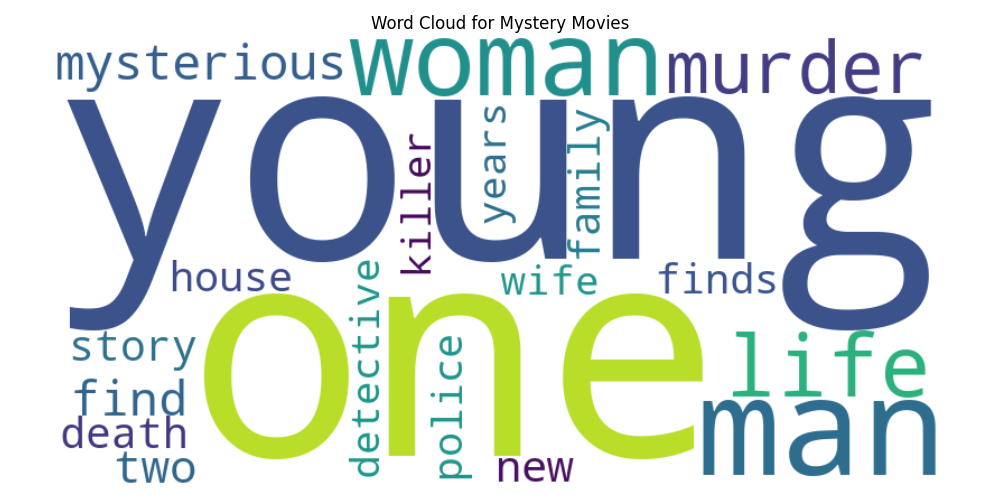 Word Cloud for Mystery Movies
mysterious
woman
murder
young
killer
years
family
house
wife
finds
one
detective
police
story
life
find
man
death
two
new